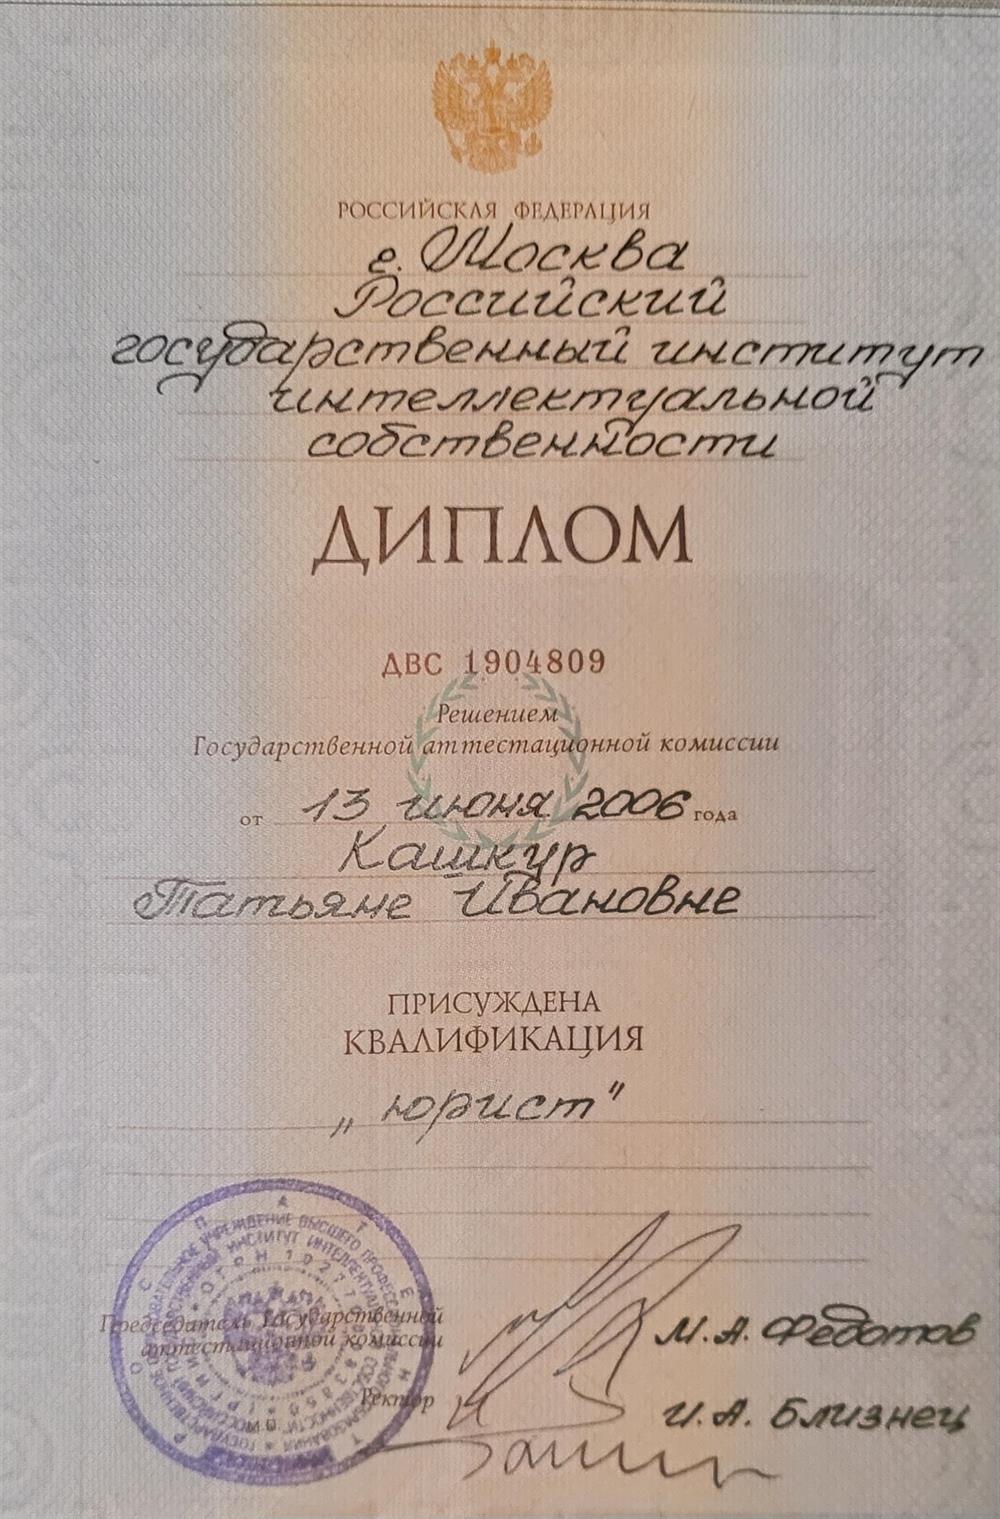 РОССИЙСКАЯ ФЕДЕРАЦИЯ
г. Москва
Российский
государственный институт
интеллектуальной
собственности
ДИПЛОМ
ДВС 1904809
Решением
Государственной аттестационной комиссии
от 13 июня 2006 года
Кашкур
Татьяне Ивановне
ПРИСУЖДЕНА
КВАЛИФИКАЦИЯ
„юрист"
Председатель Государственной
аттестационной комиссии
М. А. Федотов
Ректор
И. А. Близнец
РОСПАТЕНТ